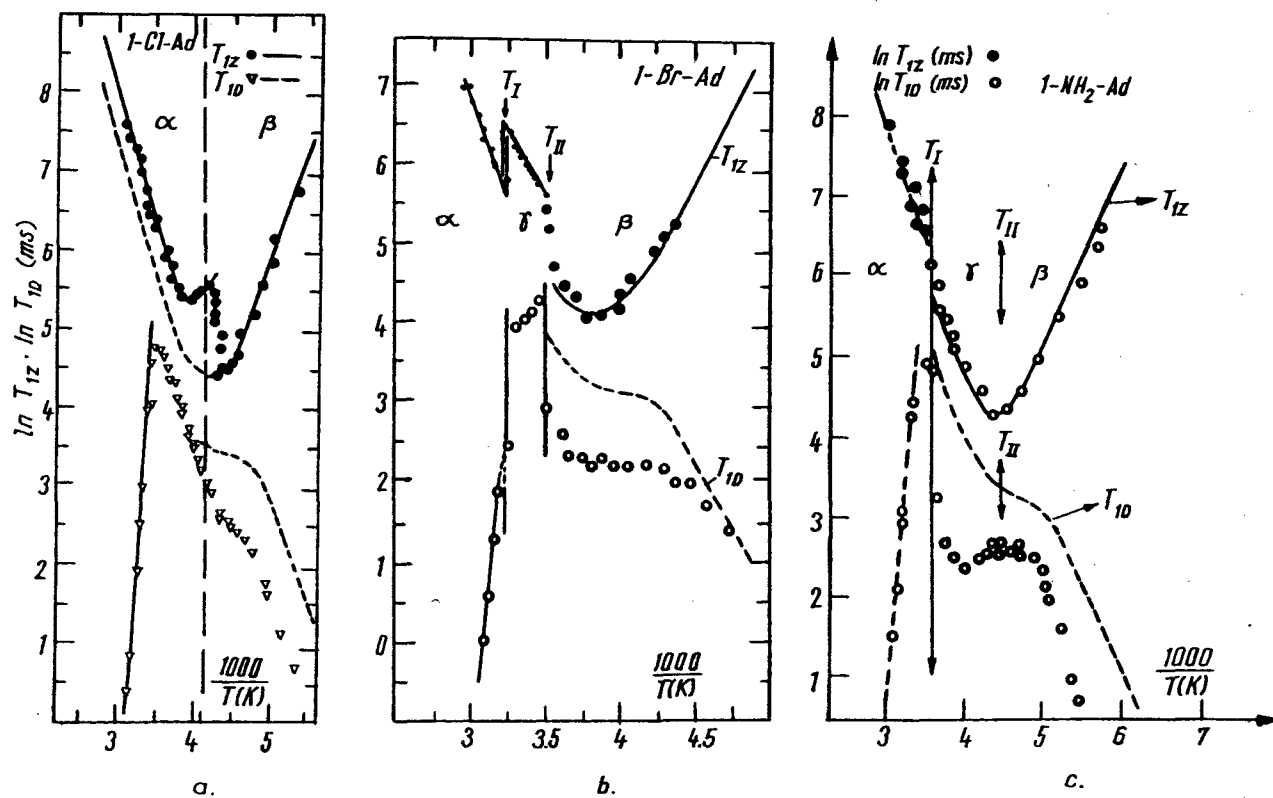 ln T1Z · ln T1D (ms)
8
7
6
5
4
3
2
1
1-Cl-Ad
T1Z
T1D
α
β
1000
T(K)
3
4
5
a.
7
6
5
4
3
2
1
0
1-Br-Ad
TI
TII
T1Z
α
γ
β
T1D
1000
T(K)
3
3.5
4
4.5
b.
8
7
6
5
4
3
2
1
ln T1Z (ms)
ln T1D (ms)
1-NH2-Ad
TI
T1Z
TII
α
γ
β
TII
T1D
1000
T(K)
3
4
5
6
7
c.